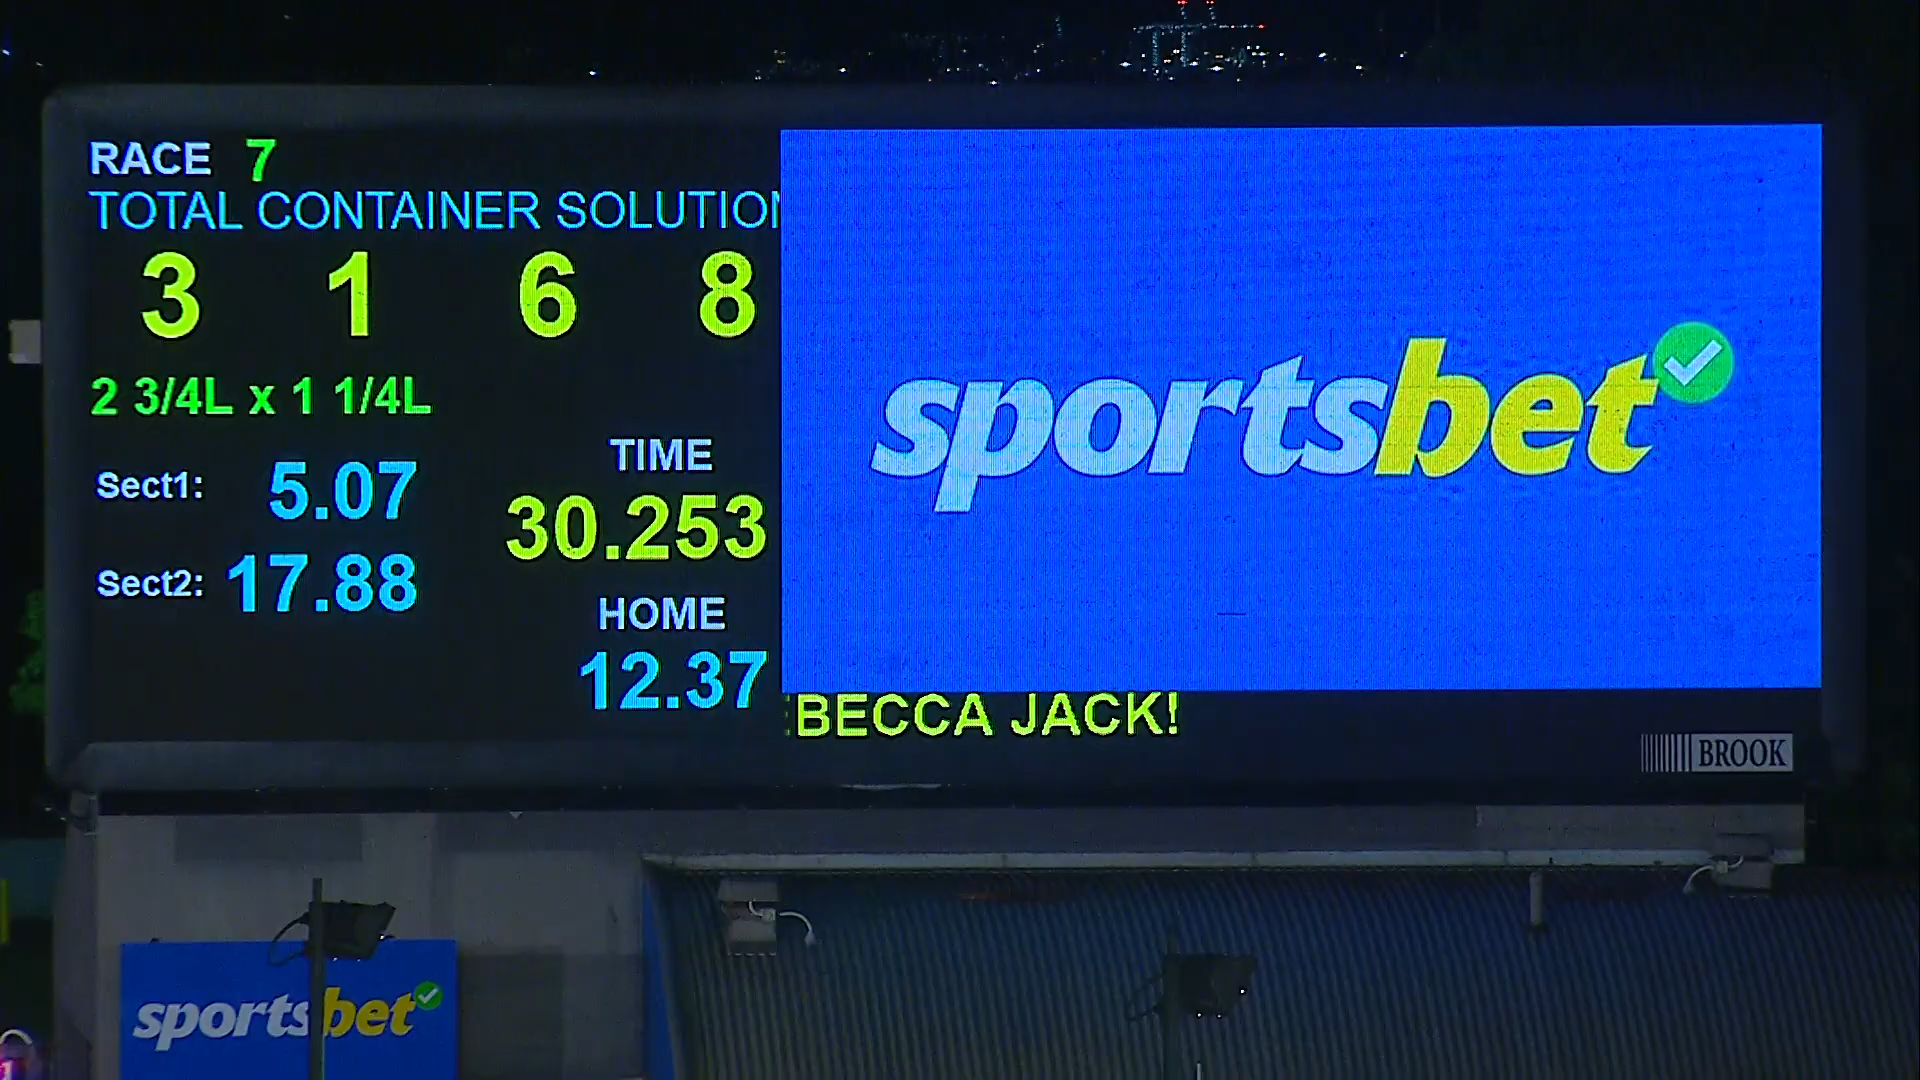 RACE 7
TOTAL CONTAINER SOLUTION
3 1 6 8
2 3/4L x 1 1/4L
Sect1: 5.07
Sect2: 17.88
TIME
30.253
HOME
12.37
sportsbet
BECCA JACK!
BROOK
sportsbet